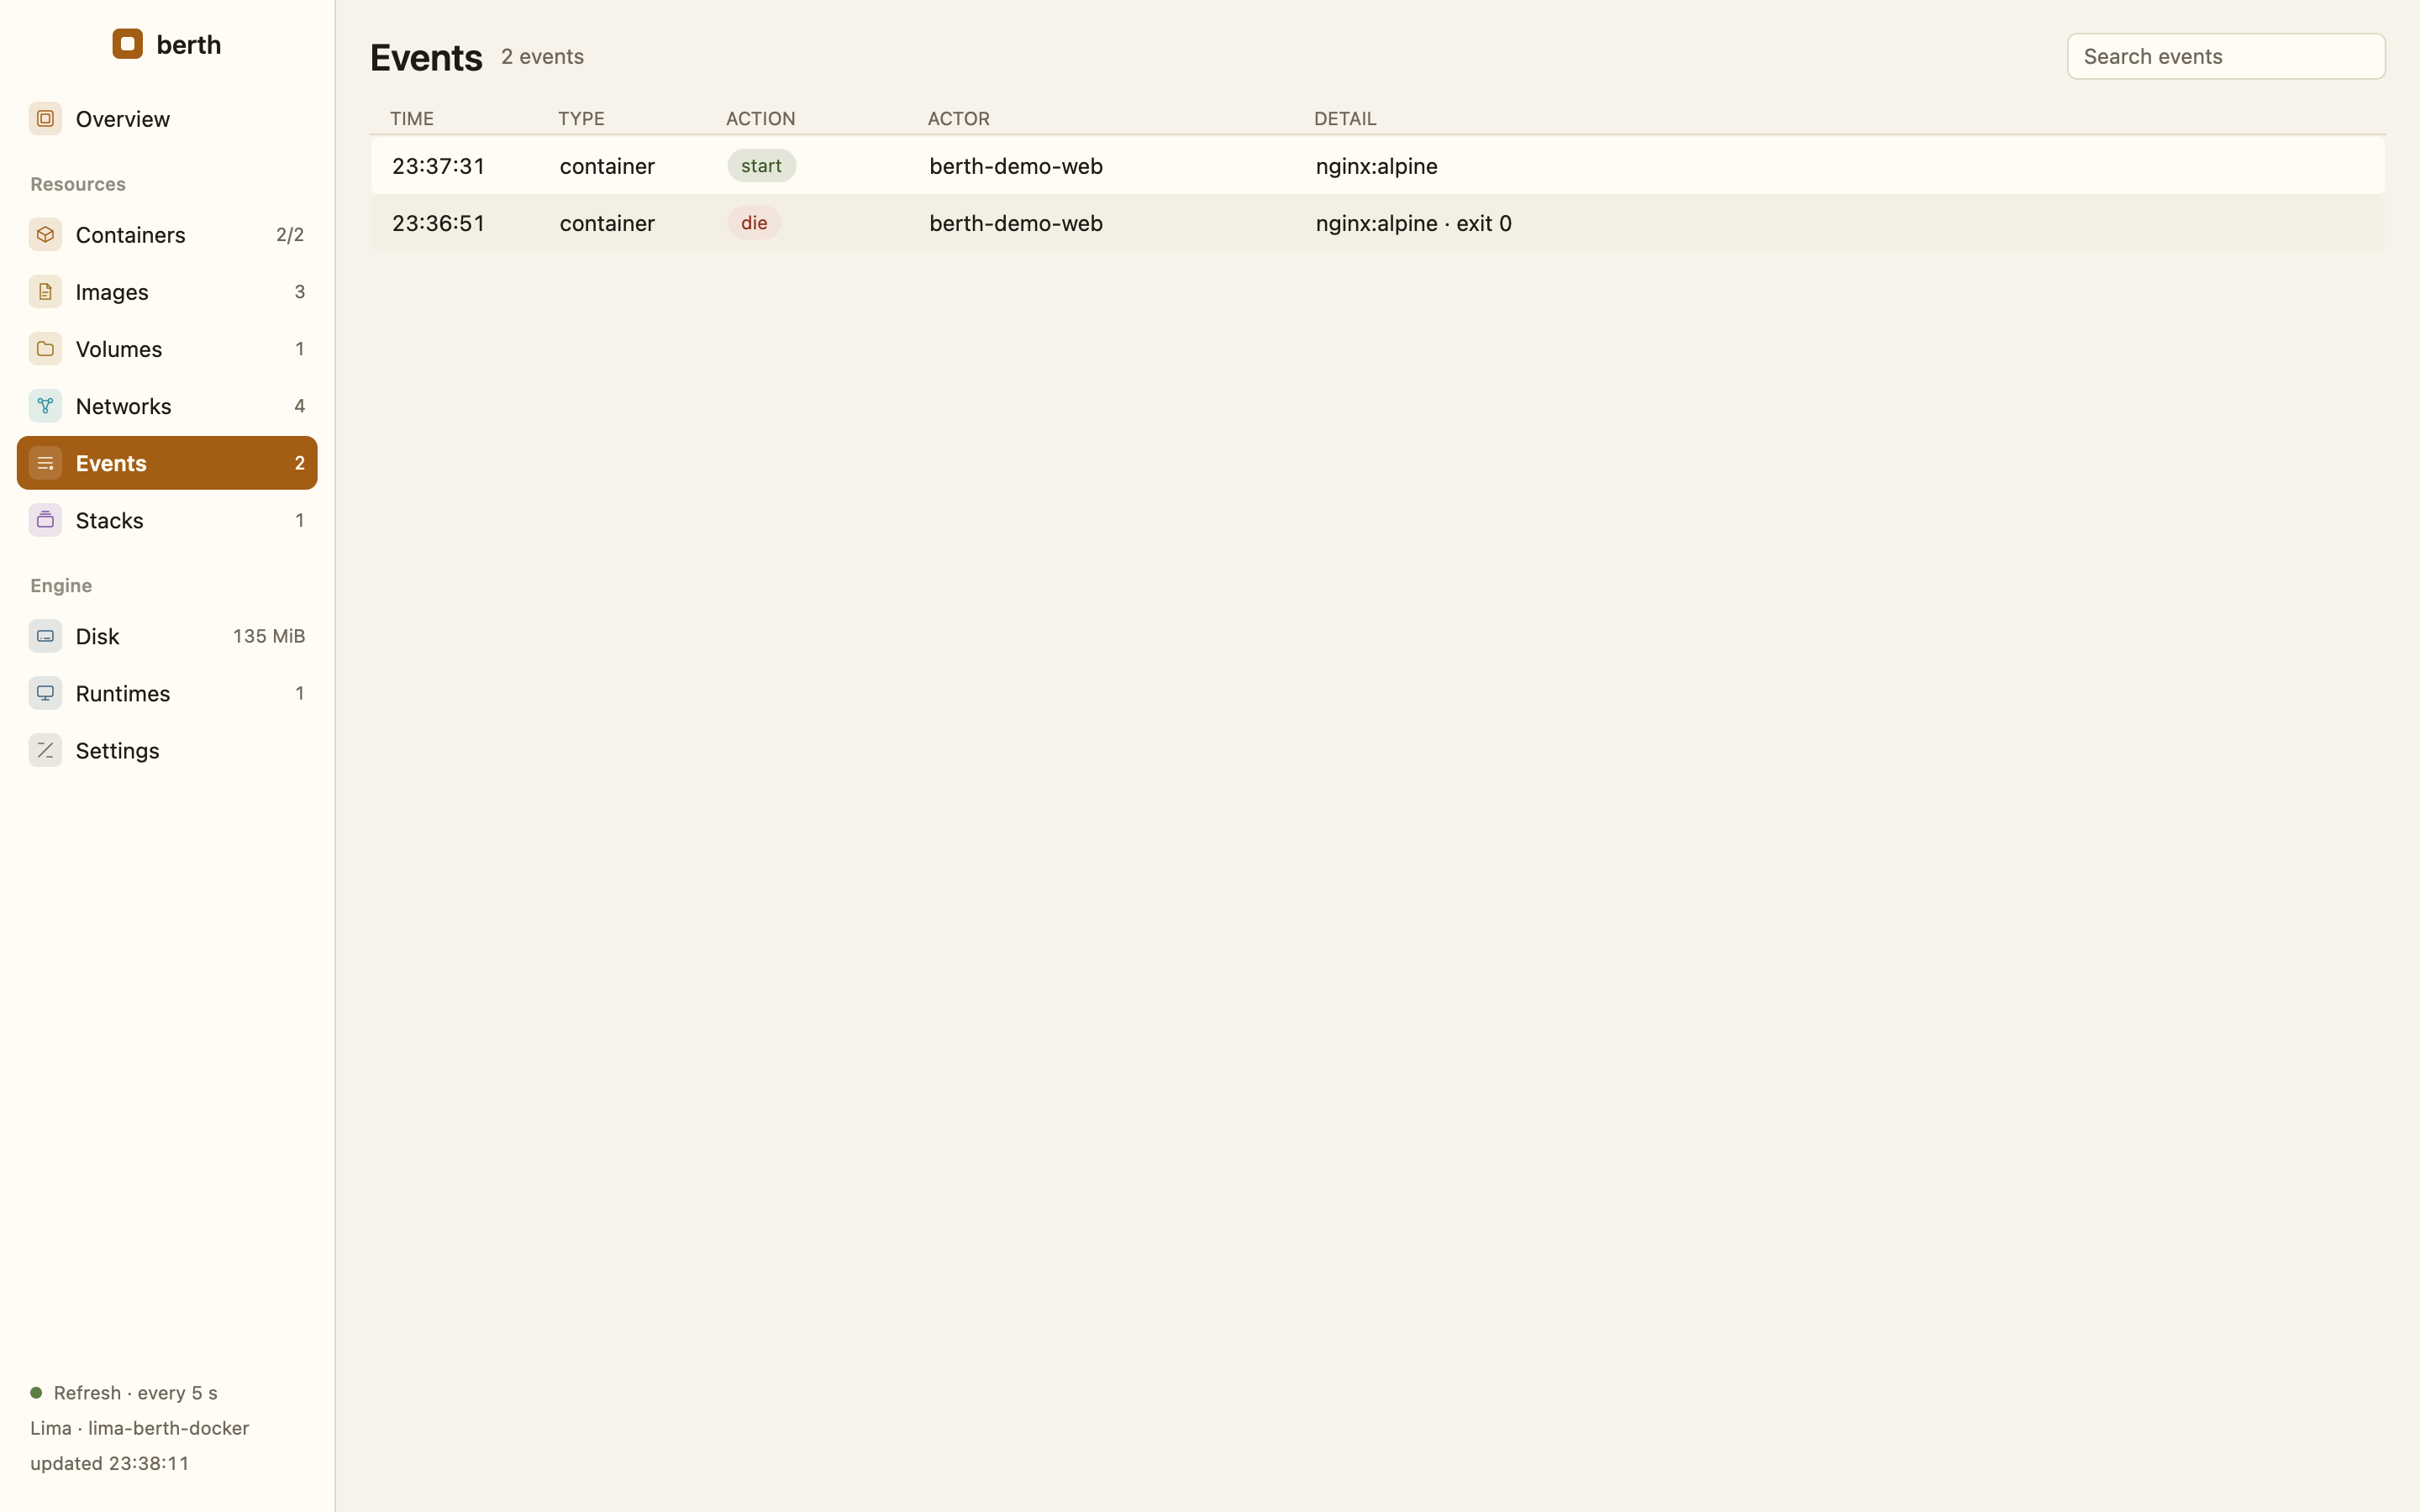 berth
Overview
Resources
Containers 2/2
Images 3
Volumes 1
Networks 4
Events 2
Stacks 1
Engine
Disk 135 MiB
Runtimes 1
Settings
Refresh · every 5 s
Lima · lima-berth-docker
updated 23:38:11
Events 2 events
Search events
TIME TYPE ACTION ACTOR DETAIL
23:37:31 container start berth-demo-web nginx:alpine
23:36:51 container die berth-demo-web nginx:alpine · exit 0